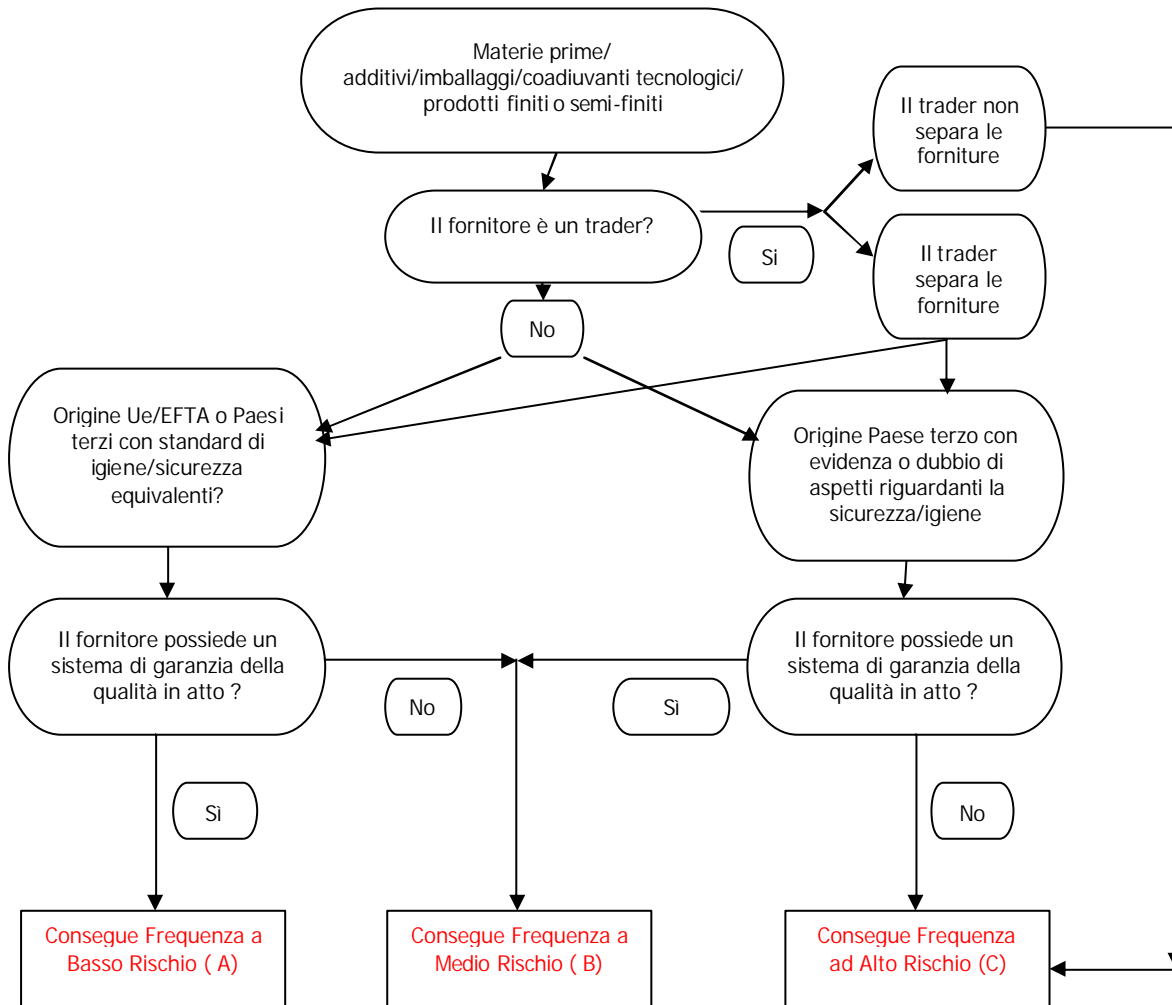 Materie prime/
additivi/imballaggi/coadiuvanti tecnologici/
prodotti finiti o semi-finiti
Il trader non
separa le
forniture
Il fornitore è un trader?
Si
Il trader
separa le
forniture
No
Origine Ue/EFTA o Paesi
terzi con standard di
igiene/sicurezza
equivalenti?
Origine Paese terzo con
evidenza o dubbio di
aspetti riguardanti la
sicurezza/igiene
Il fornitore possiede un
sistema di garanzia della
qualità in atto ?
Il fornitore possiede un
sistema di garanzia della
qualità in atto ?
No
Sì
Sì
No
Consegue Frequenza a
Basso Rischio ( A)
Consegue Frequenza a
Medio Rischio ( B)
Consegue Frequenza
ad Alto Rischio (C)